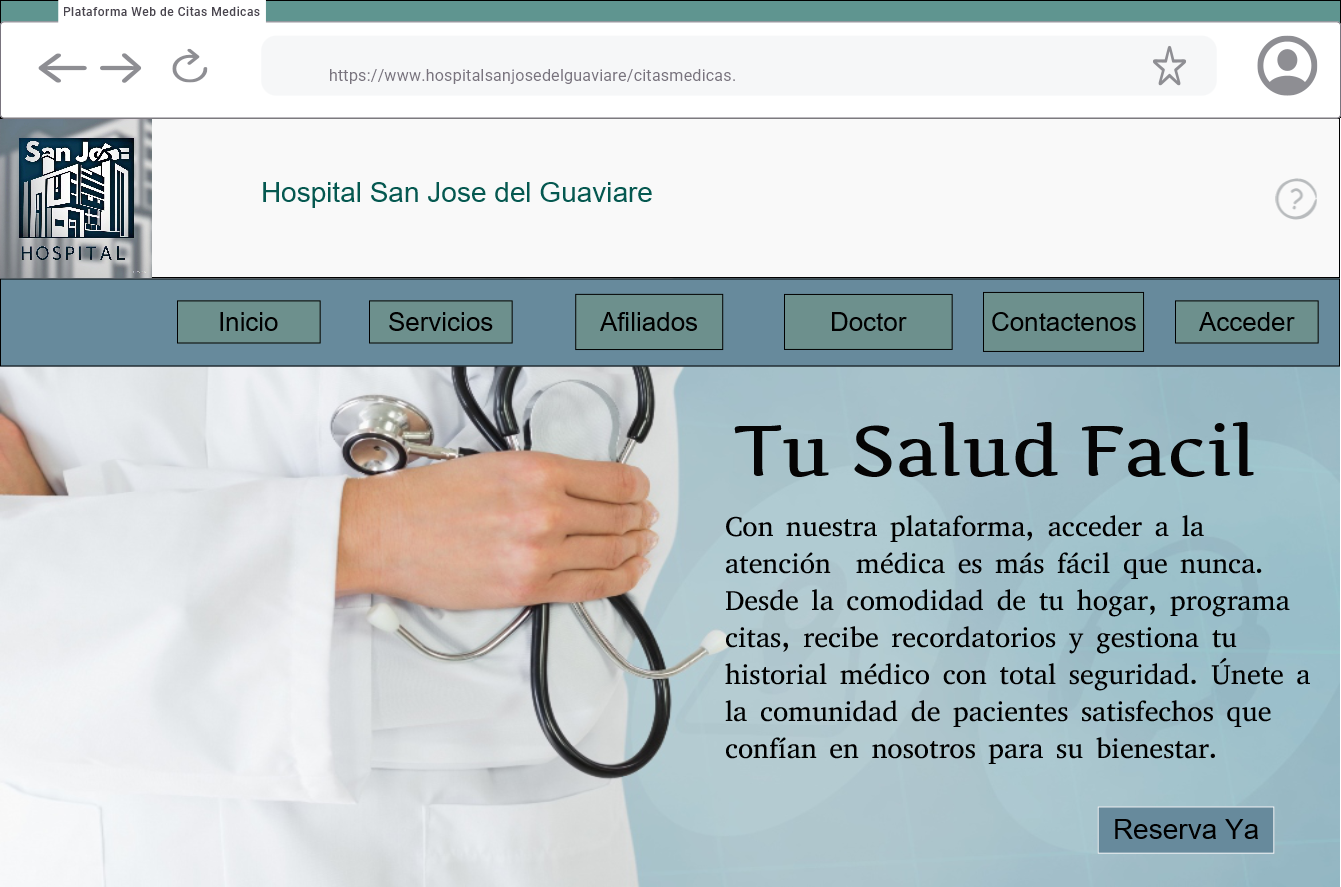 Plataforma Web de Citas Medicas
https://www.hospitalsanjosedelguaviare/citasmedicas.
San Jose
HOSPITAL
Hospital San Jose del Guaviare
?
Inicio
Servicios
Afiliados
Doctor
Contactenos
Acceder
Tu Salud Facil
Con nuestra plataforma, acceder a la
atención médica es más fácil que nunca.
Desde la comodidad de tu hogar, programa
citas, recibe recordatorios y gestiona tu
historial médico con total seguridad. Únete a
la comunidad de pacientes satisfechos que
confían en nosotros para su bienestar.
Reserva Ya